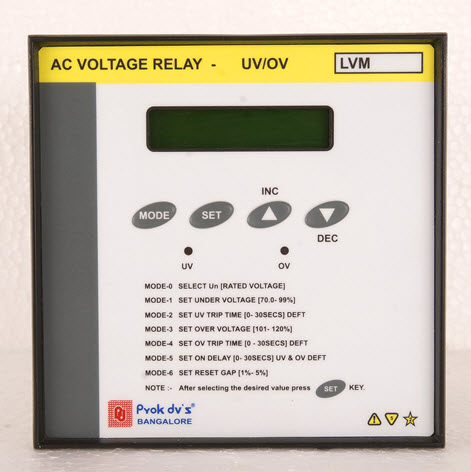 AC VOLTAGE RELAY - UV/OV LVM
INC
MODE SET
DEC
UV OV
MODE-0 SELECT Un [RATED VOLTAGE]
MODE-1 SET UNDER VOLTAGE [70.0- 99%]
MODE-2 SET UV TRIP TIME [0- 30SECS] DEFT
MODE-3 SET OVER VOLTAGE [101- 120%]
MODE-4 SET OV TRIP TIME [0 - 30SECS] DEFT
MODE-5 SET ON DELAY [0- 30SECS] UV & OV DEFT
MODE-6 SET RESET GAP [1%- 5%]
NOTE :- After selecting the desired value press SET KEY.
Prok dv's
BANGALORE